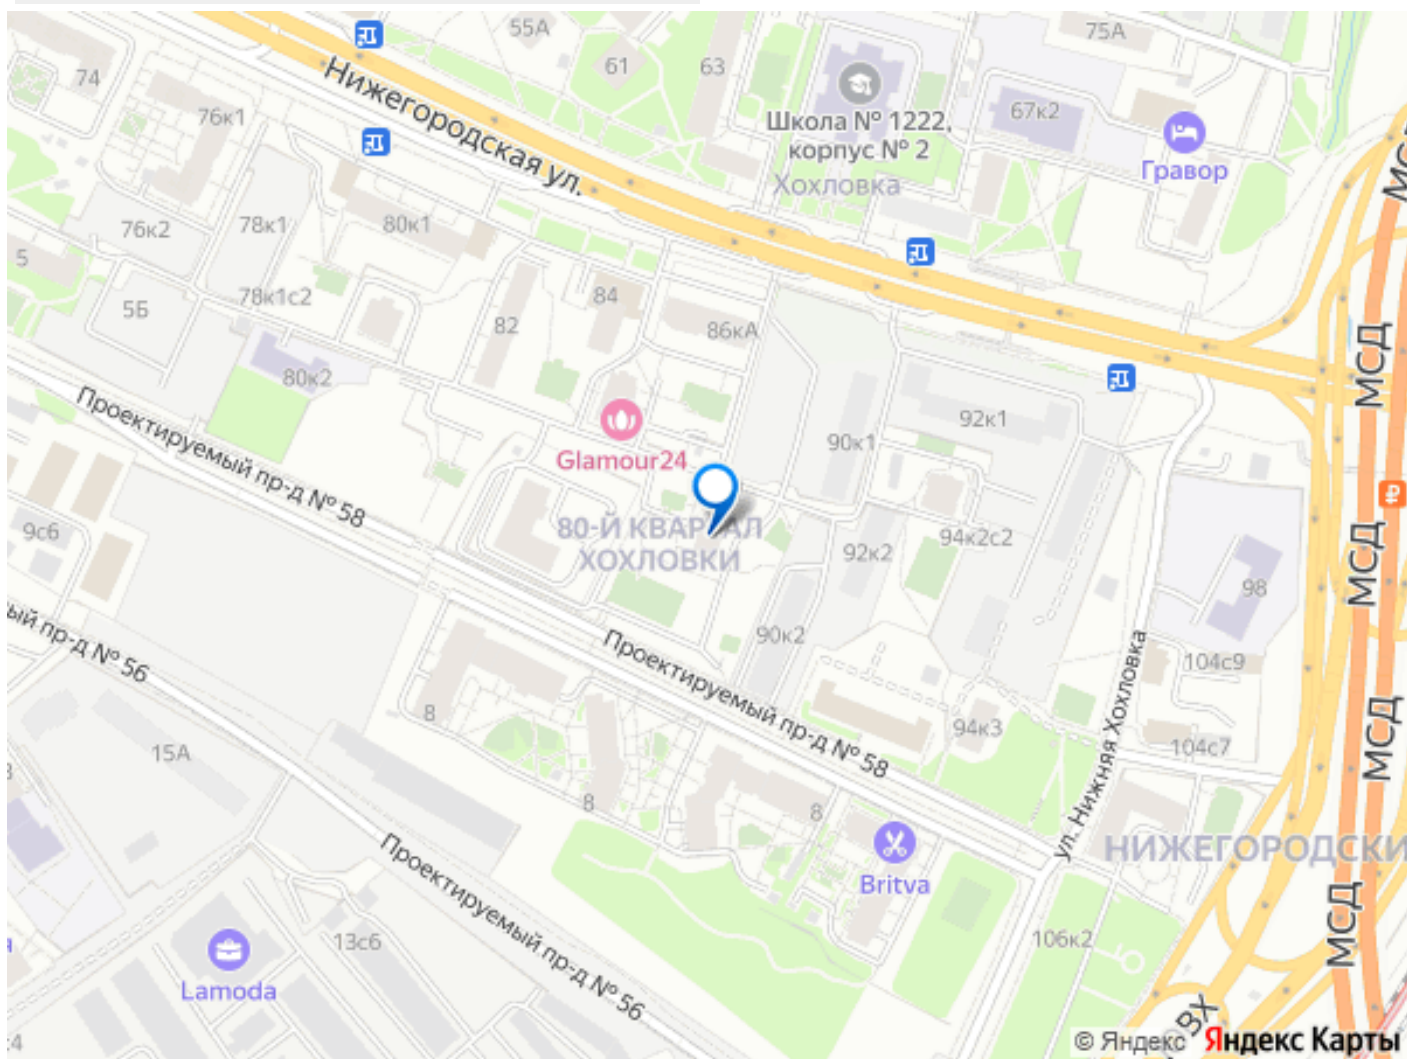 55А
75А
74
61
63
Нижегородская ул.
76к1
Школа № 1222,
корпус № 2
67к2
Гравор
Хохловка
76к2
78к1
80к1
5
5Б
78к1с2
82
84
86кА
МСД
80к2
Проектируемый пр-д № 58
Glamour24
90к1
92к1
9с6
80-Й КВАРТАЛ
ХОХЛОВКИ
92к2
94к2с2
МСД
98
90к2
Проектируемый пр-д № 58
ый пр-д № 56
104с9
8
94к3
104с7
МСД
15А
8
8
ул. Нижняя Хохловка
НИЖЕГОРОДСКИ
Проектируемый пр-д № 56
Britva
13с6
106к2
МСД
Lamoda
с4
© Яндекс Яндекс Карты